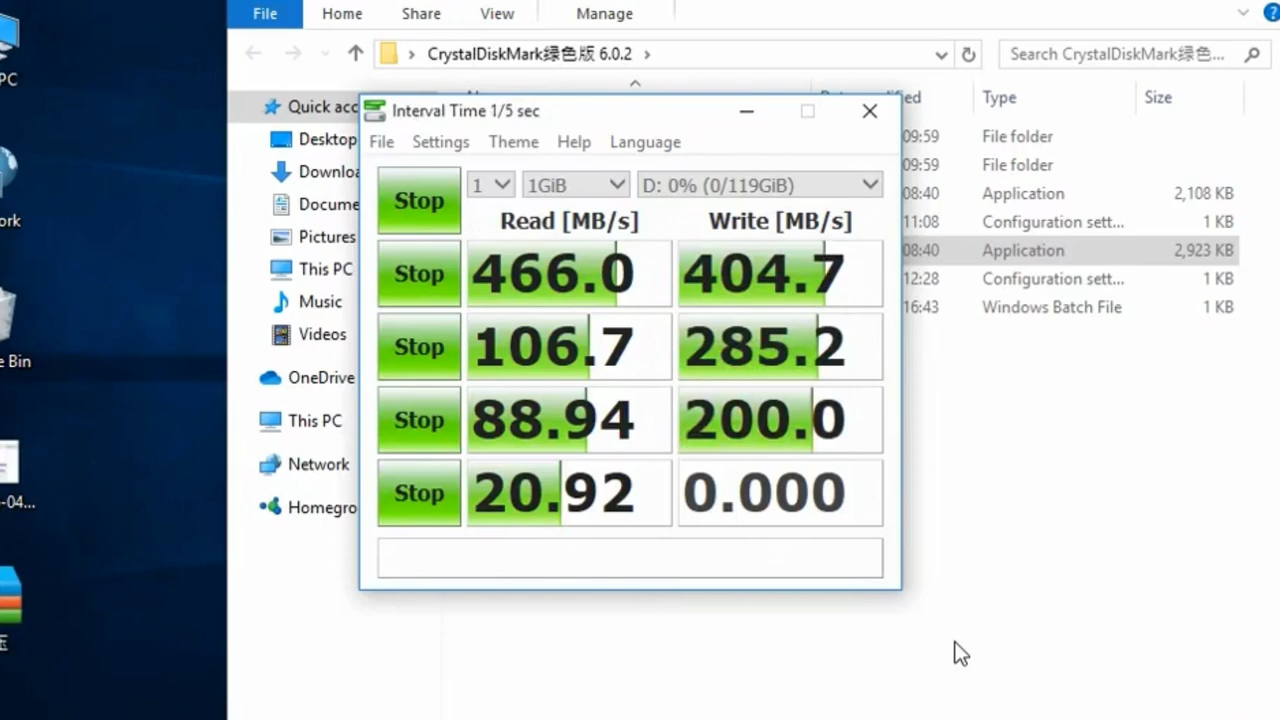 File Home Share View Manage
CrystalDiskMark绿色版 6.0.2
Search CrystalDiskMark绿色...
Type Size
Quick acc
Interval Time 1/5 sec
File Settings Theme Help Language
Stop 1 1GiB D: 0% (0/119GiB)
Read [MB/s] Write [MB/s]
Stop 466.0 404.7
Stop 106.7 285.2
Stop 88.94 200.0
Stop 20.92 0.000
09:59 File folder
09:59 File folder
08:40 Application 2,108 KB
11:08 Configuration sett... 1 KB
08:40 Application 2,923 KB
12:28 Configuration sett... 1 KB
16:43 Windows Batch File 1 KB
Desktop
Downloa
Docume
Pictures
This PC
Music
Videos
OneDrive
This PC
Network
Homegro
PC
ork
e Bin
-04...